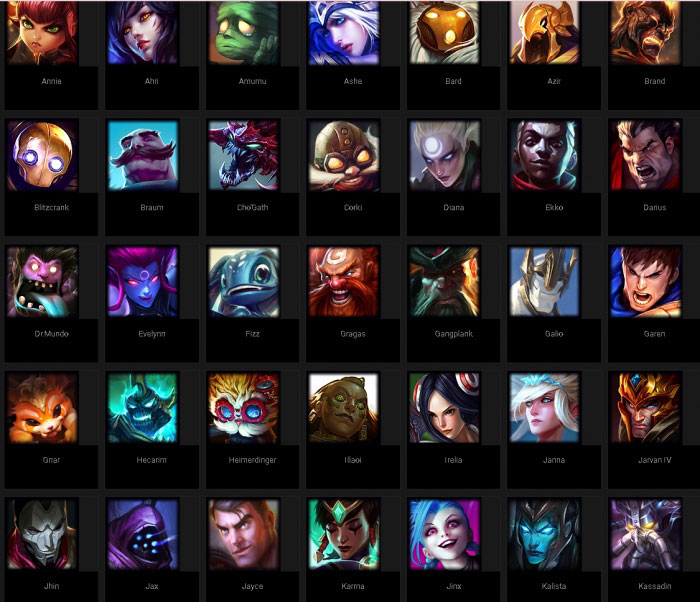 Annie Ahri Amumu Ashe Bard Azir Brand
Blitzcrank Braum Cho'Gath Corki Diana Ekko Darius
Dr.Mundo Evelynn Fizz Gragas Gangplank Galio Garen
Gnar Hecarim Heimerdinger Illaoi Irelia Janna Jarvan IV
Jhin Jax Jayce Karma Jinx Kalista Kassadin